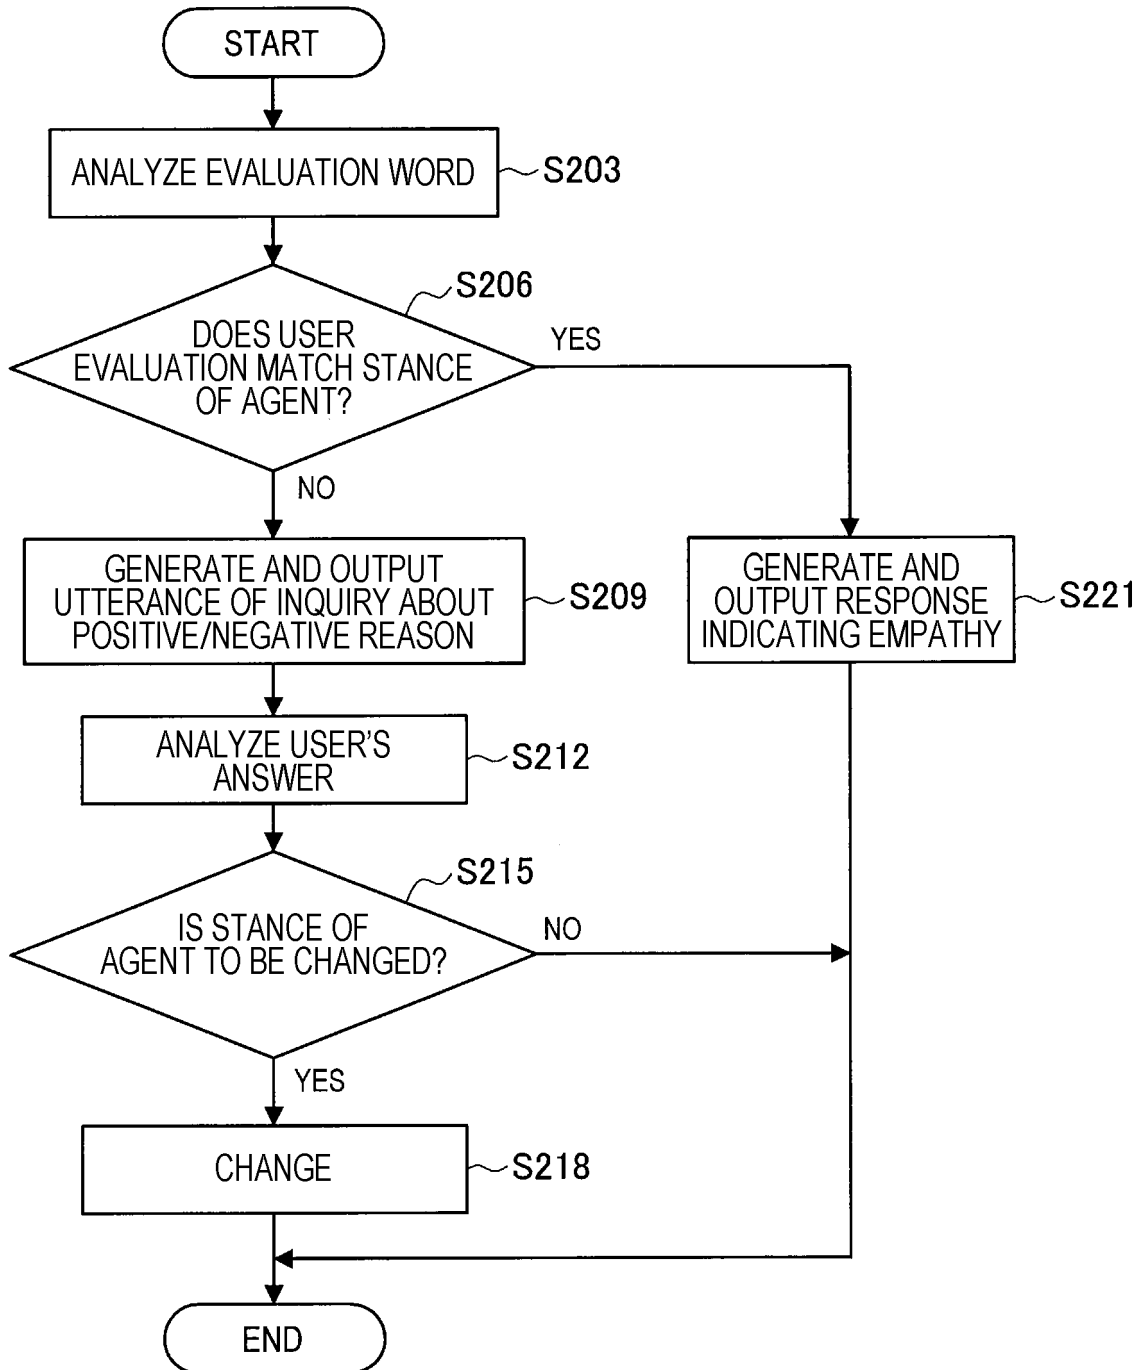 START
ANALYZE EVALUATION WORD
S203
S206
DOES USER
EVALUATION MATCH STANCE
OF AGENT?
YES
NO
GENERATE AND OUTPUT
UTTERANCE OF INQUIRY ABOUT
POSITIVE/NEGATIVE REASON
S209
GENERATE AND
OUTPUT RESPONSE
INDICATING EMPATHY
S221
ANALYZE USER'S
ANSWER
S212
S215
IS STANCE OF
AGENT TO BE CHANGED?
NO
YES
CHANGE
S218
END